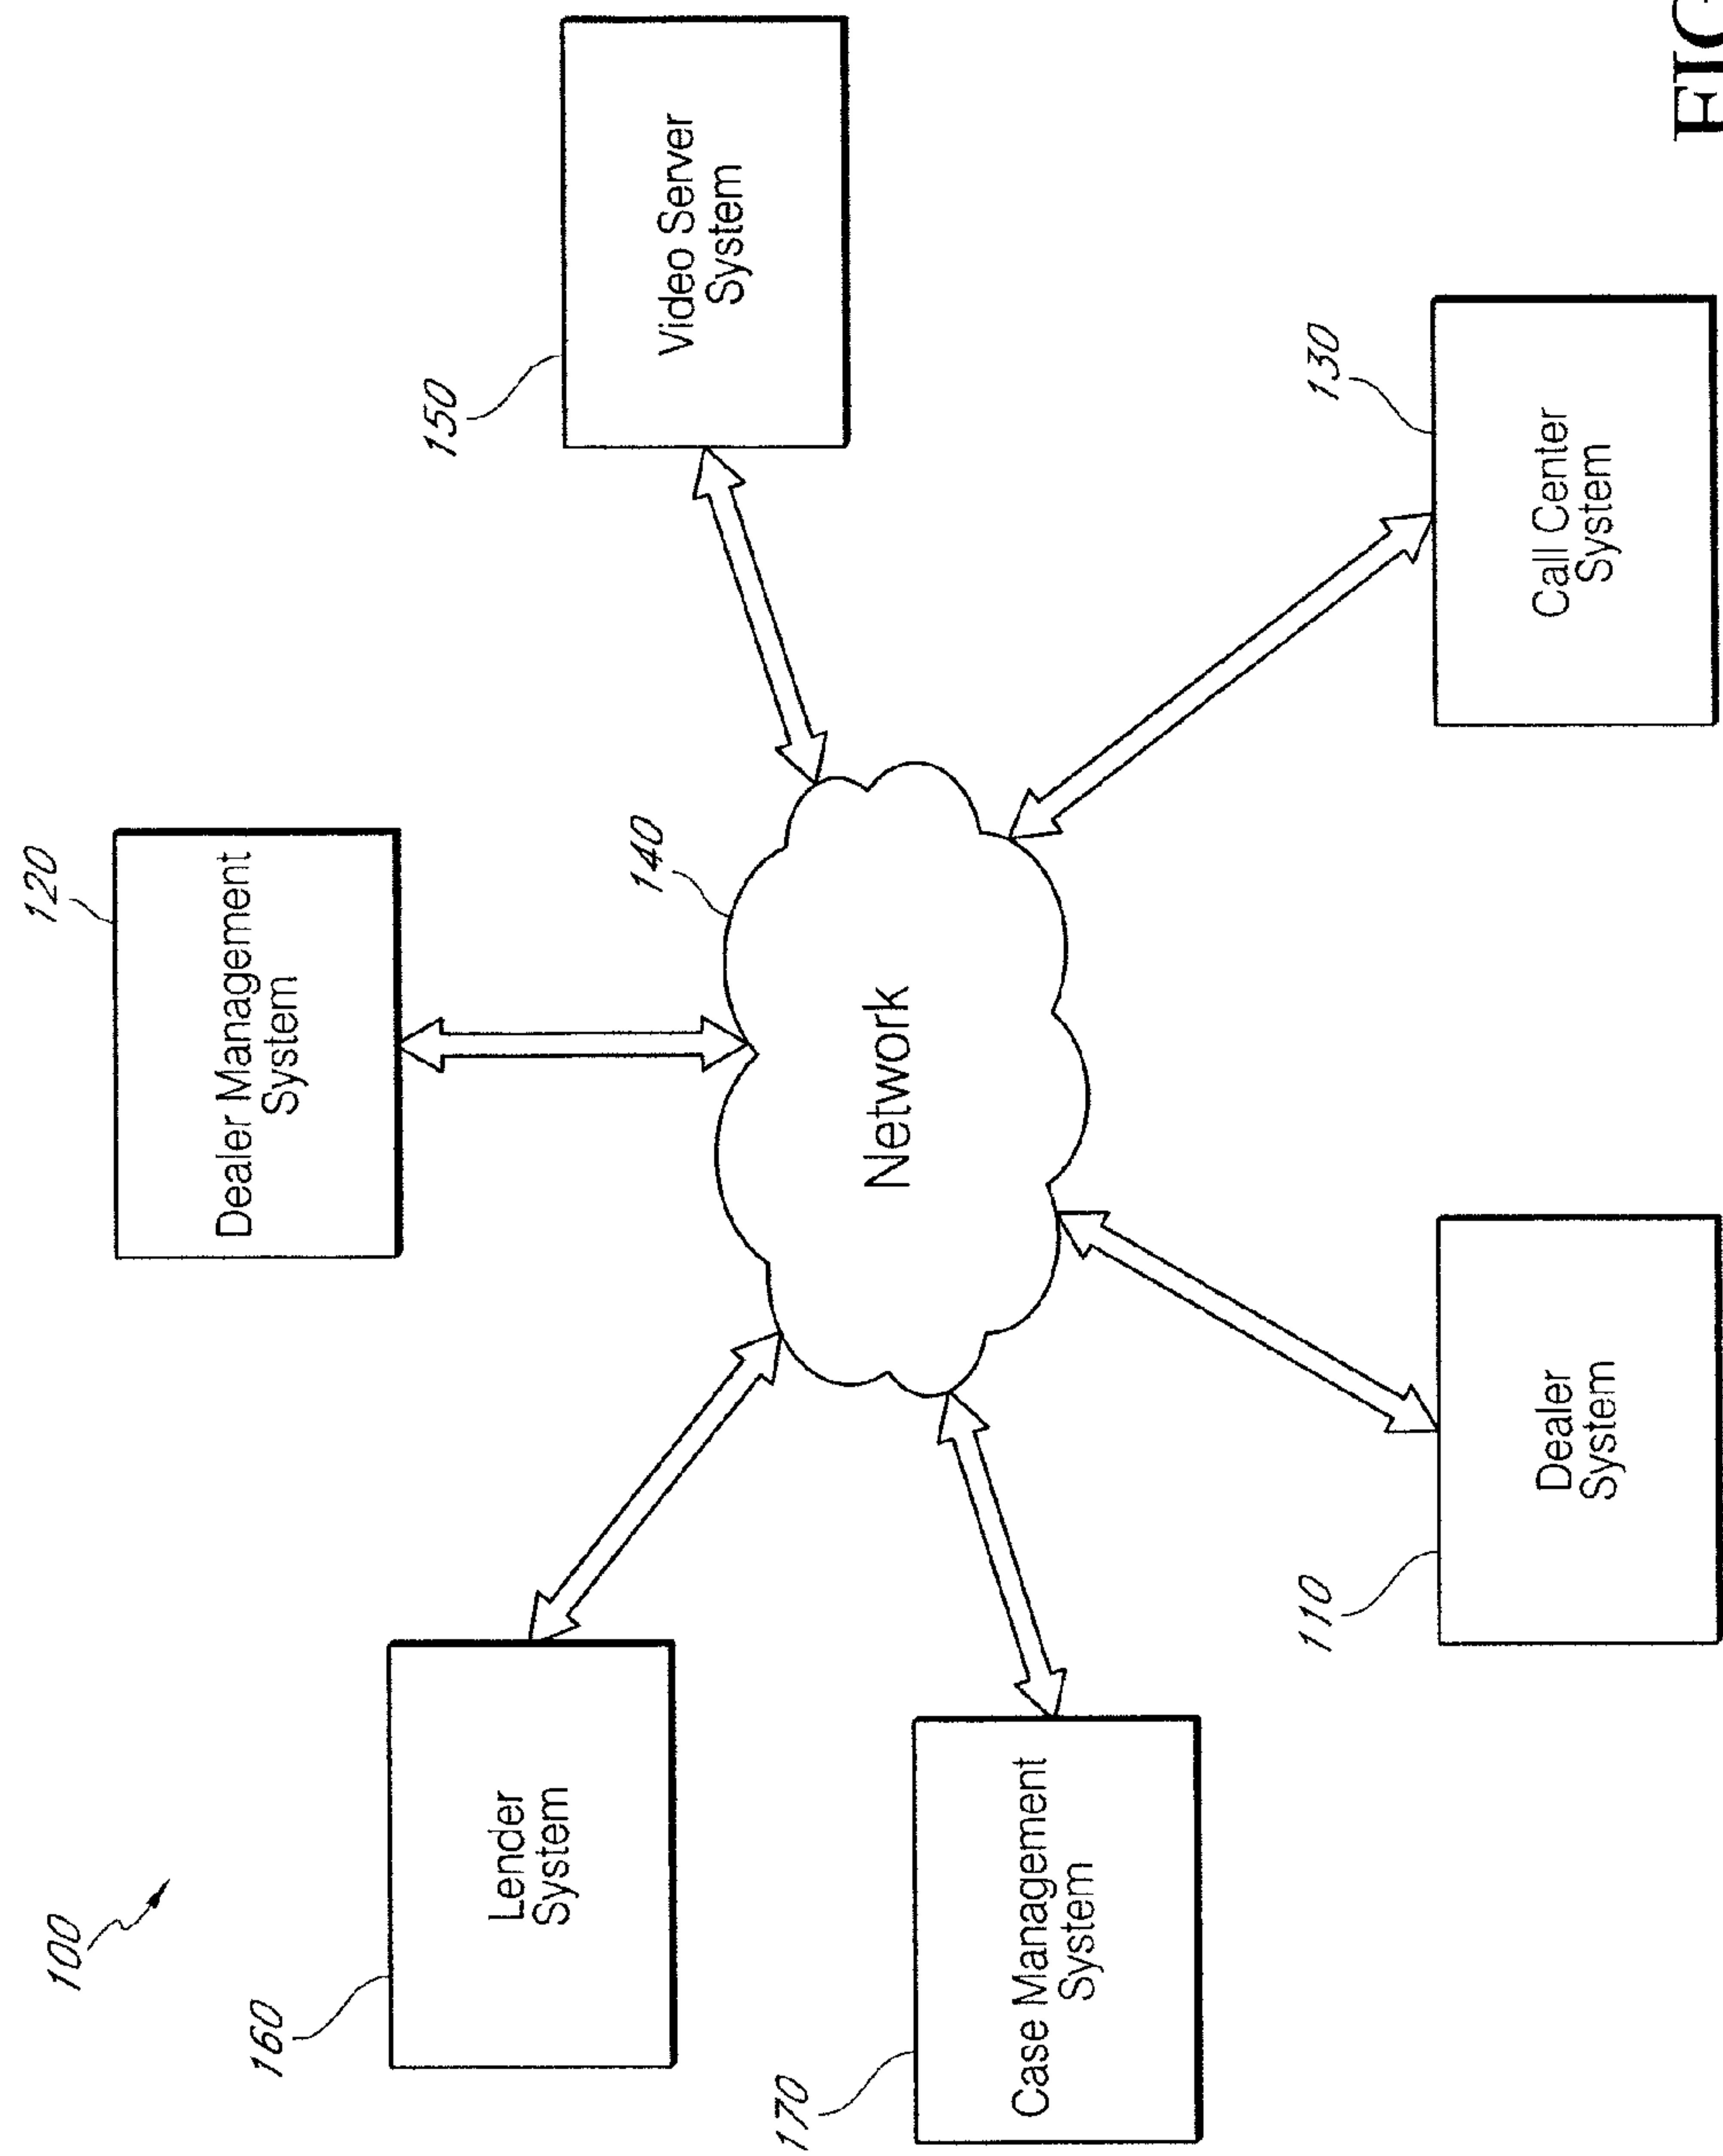 100
120
Dealer Management
System
160
Lender
System
150
Video Server
System
140
Network
170
Case Management
System
110
Dealer
System
130
Call Center
System